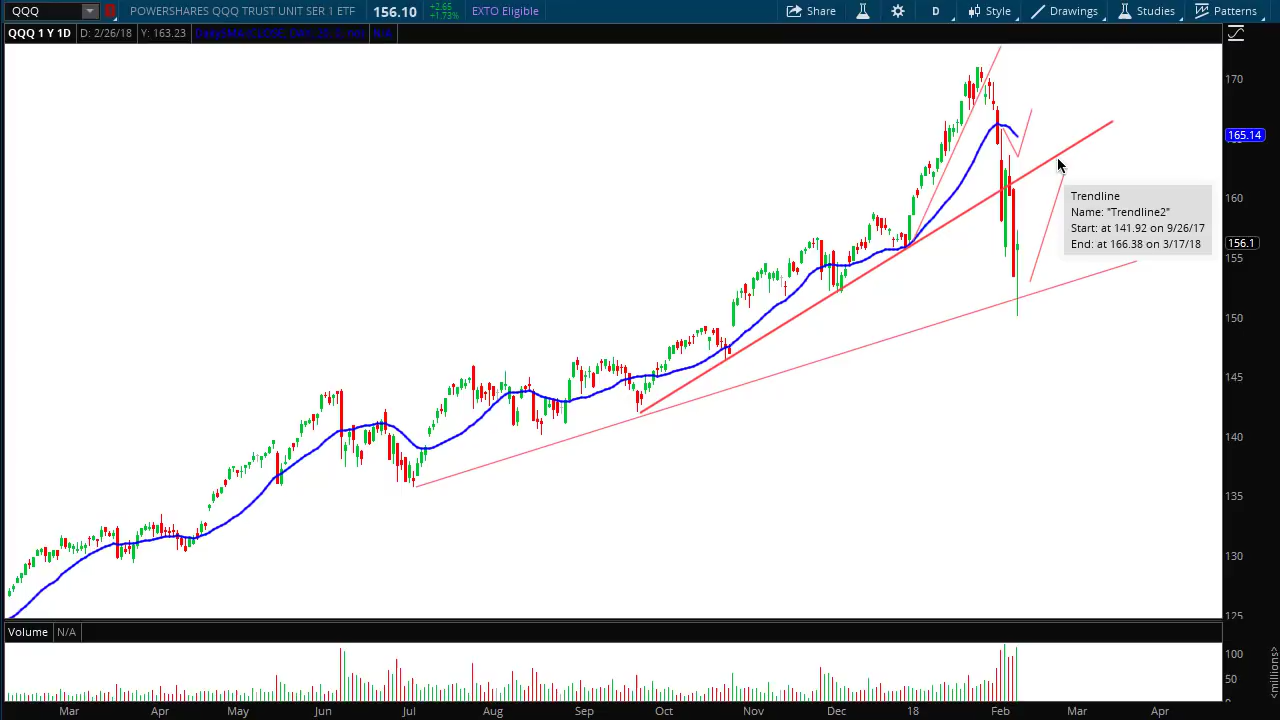 QQQ
POWERSHARES QQQ TRUST UNIT SER 1 ETF
156.10
+2.65
+1.73%
EXTO Eligible
Share
D
Style
Drawings
Studies
Patterns
QQQ 1 Y 1D
D: 2/26/18
Y: 163.23
N/A
170
165.14
160
156.1
155
150
145
140
135
130
125
Trendline
Name: "Trendline2"
Start: at 141.92 on 9/26/17
End: at 166.38 on 3/17/18
Volume
N/A
100
50
<millions>
Mar
Apr
May
Jun
Jul
Aug
Sep
Oct
Nov
Dec
18
Feb
Mar
Apr